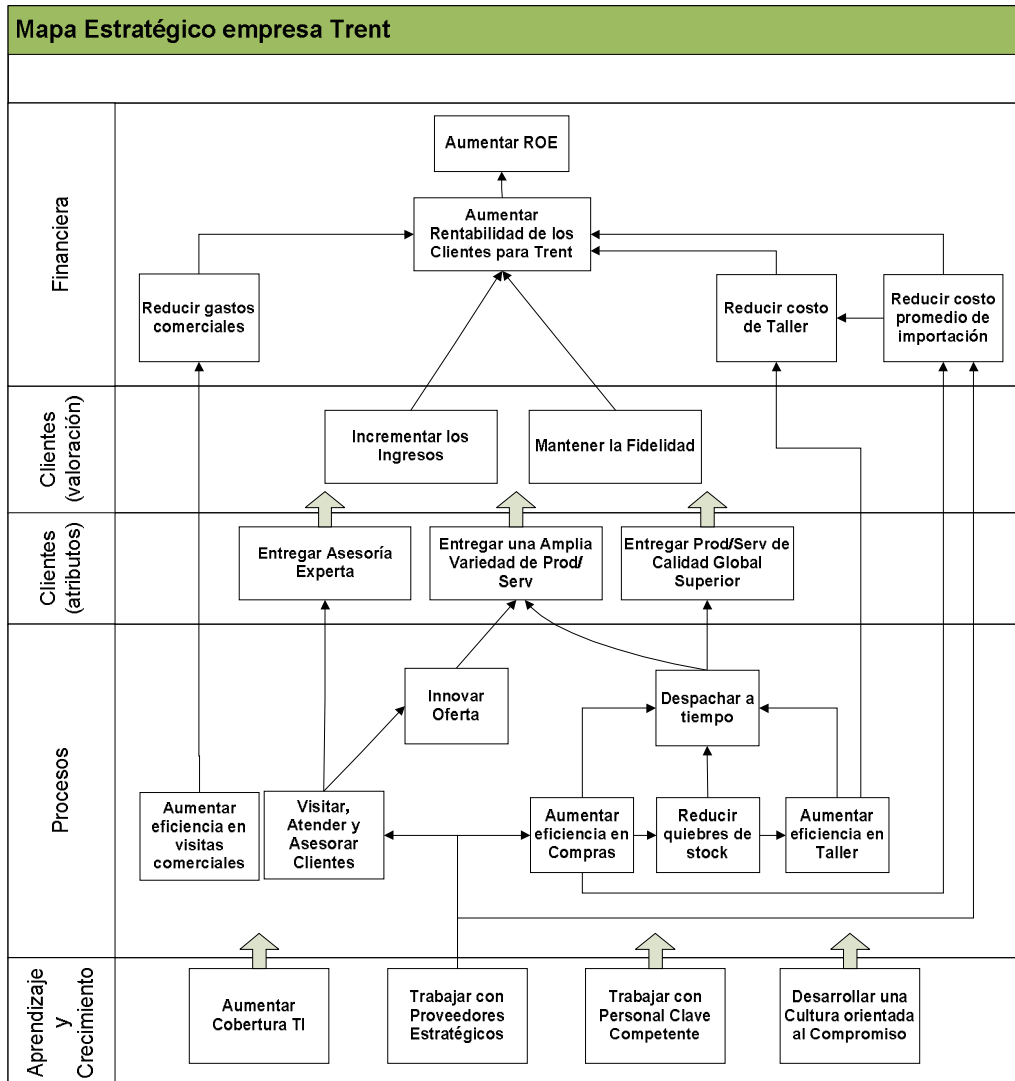 Mapa Estratégico empresa Trent
Financiera
Aumentar ROE
Aumentar
Rentabilidad de los
Clientes para Trent
Reducir gastos
comerciales
Reducir costo
de Taller
Reducir costo
promedio de
importación
Clientes
(valoración)
Incrementar los
Ingresos
Mantener la Fidelidad
Clientes
(atributos)
Entregar Asesoría
Experta
Entregar una Amplia
Variedad de Prod/
Serv
Entregar Prod/Serv de
Calidad Global
Superior
Procesos
Innovar
Oferta
Despachar a
tiempo
Aumentar
eficiencia en
visitas
comerciales
Visitar,
Atender y
Asesorar
Clientes
Aumentar
eficiencia en
Compras
Reducir
quiebres de
stock
Aumentar
eficiencia en
Taller
Aprendizaje
y
Crecimiento
Aumentar
Cobertura TI
Trabajar con
Proveedores
Estratégicos
Trabajar con
Personal Clave
Competente
Desarrollar una
Cultura orientada
al Compromiso